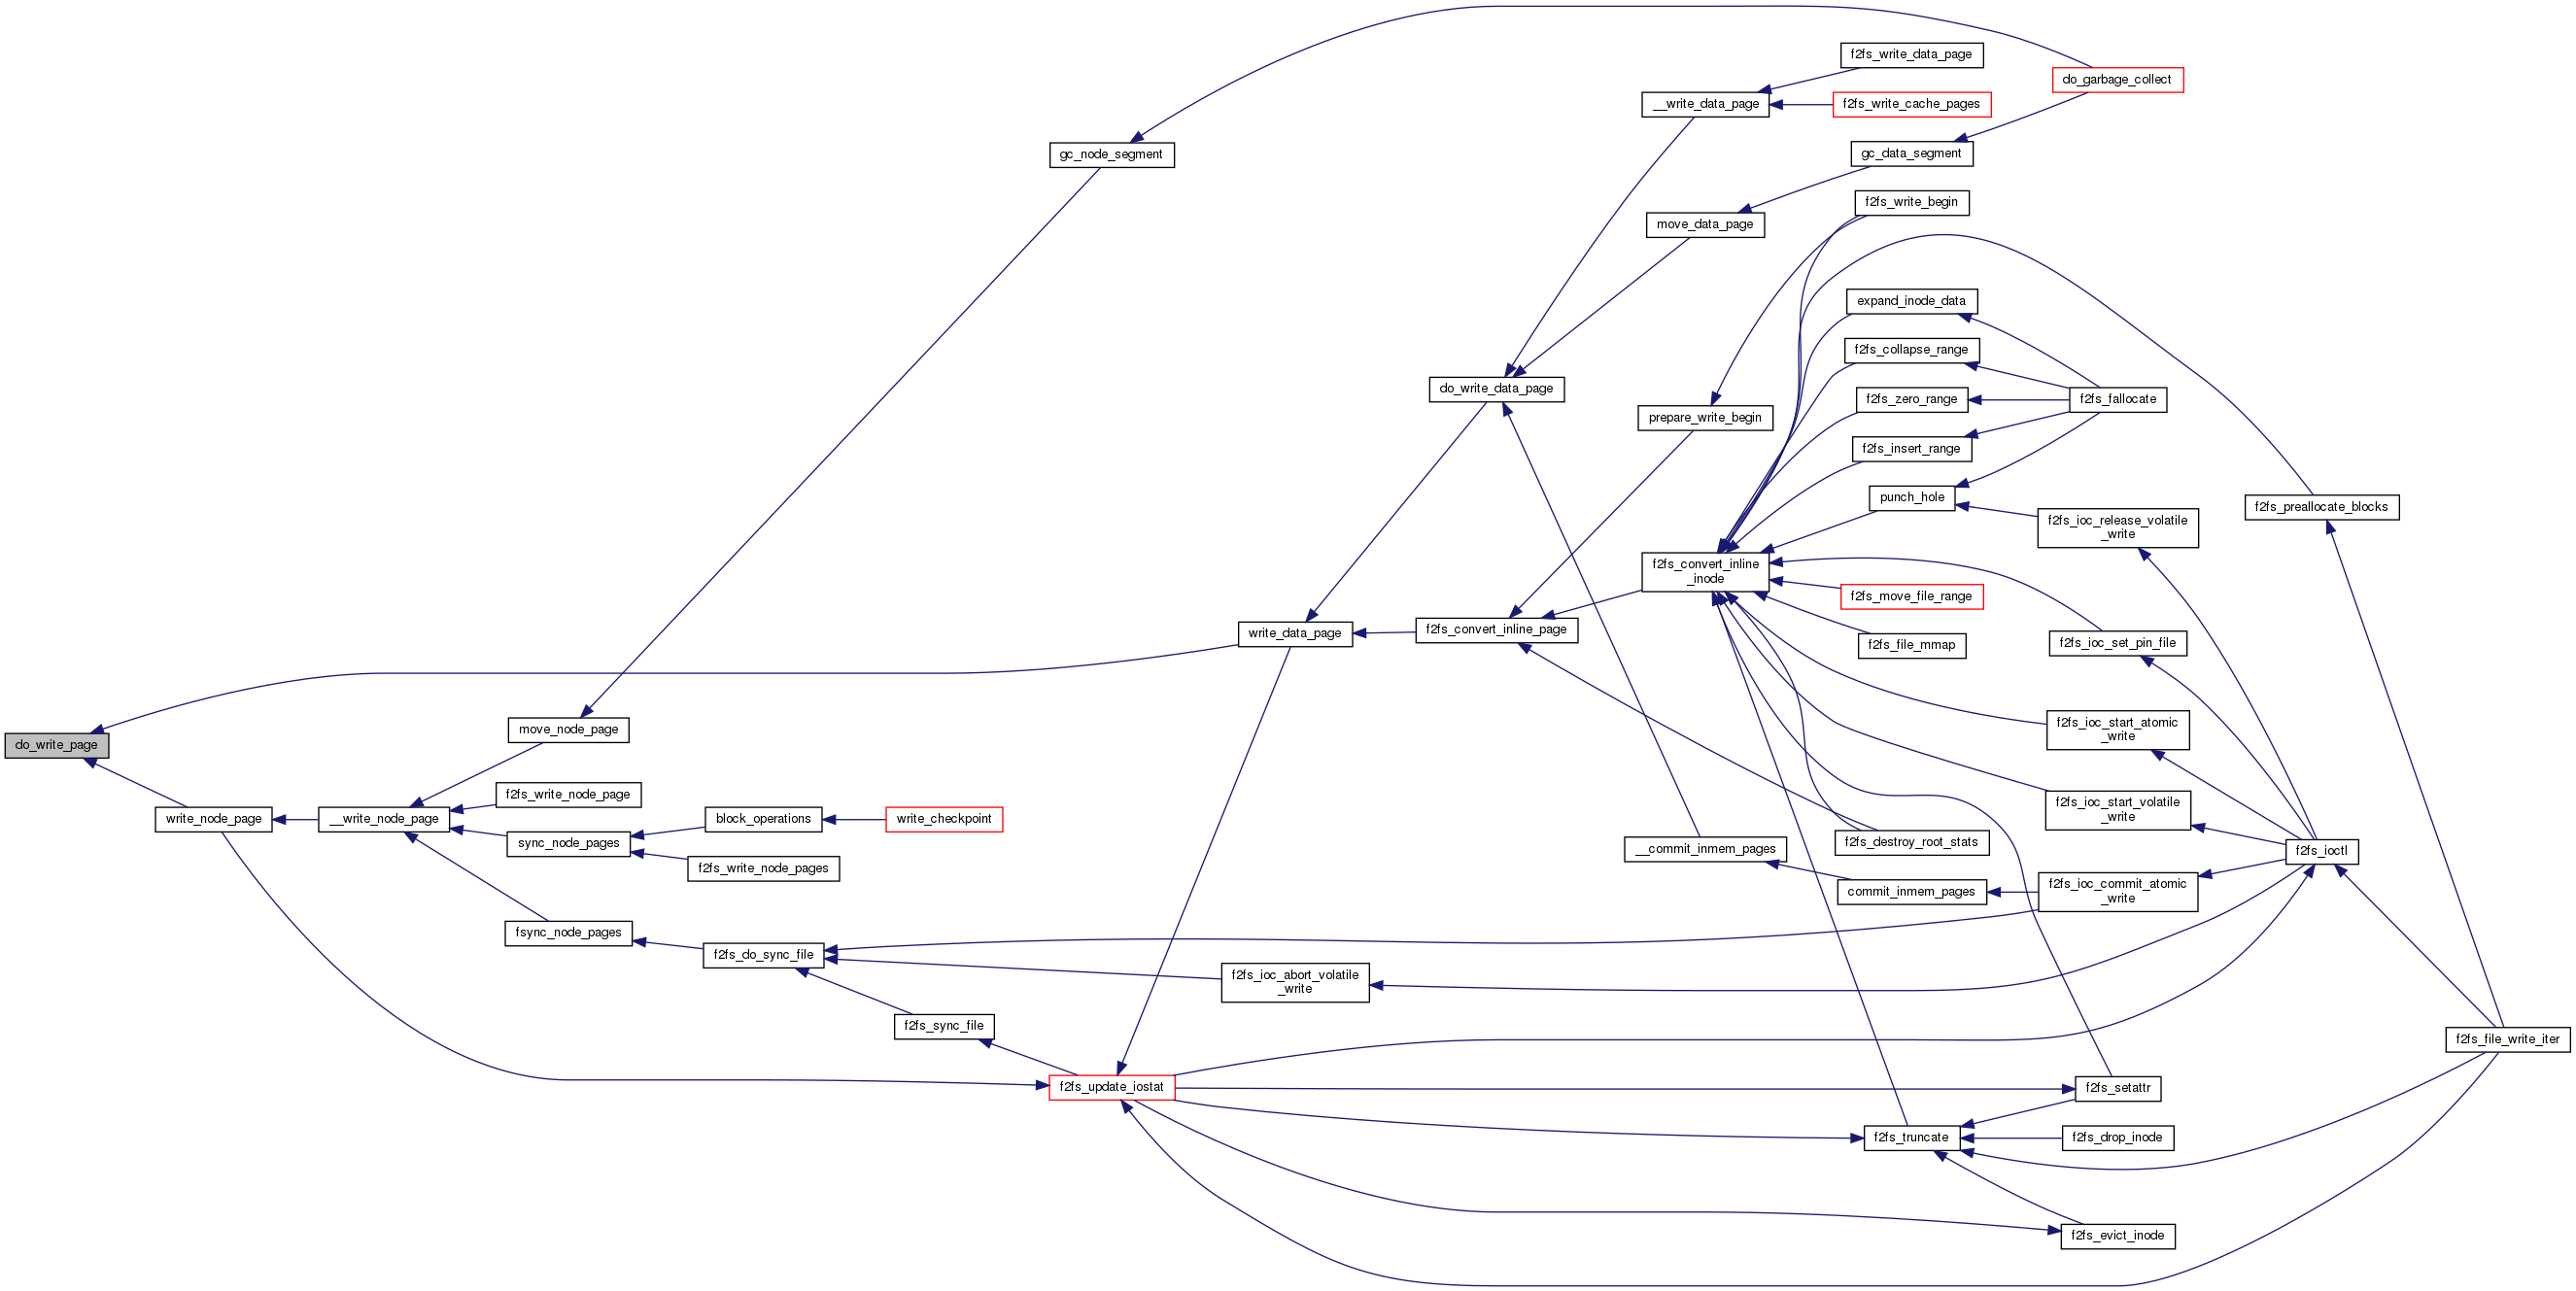 f2fs_write_data_page
do_garbage_collect
__write_data_page
f2fs_write_cache_pages
gc_node_segment
gc_data_segment
f2fs_write_begin
move_data_page
expand_inode_data
f2fs_collapse_range
do_write_data_page
f2fs_zero_range
f2fs_fallocate
prepare_write_begin
f2fs_insert_range
punch_hole
f2fs_preallocate_blocks
f2fs_ioc_release_volatile
_write
f2fs_convert_inline
_inode
f2fs_move_file_range
write_data_page
f2fs_convert_inline_page
f2fs_file_mmap
f2fs_ioc_set_pin_file
move_node_page
f2fs_ioc_start_atomic
_write
do_write_page
f2fs_write_node_page
f2fs_ioc_start_volatile
_write
write_node_page
__write_node_page
block_operations
write_checkpoint
sync_node_pages
f2fs_destroy_root_stats
__commit_inmem_pages
f2fs_ioctl
f2fs_write_node_pages
commit_inmem_pages
f2fs_ioc_commit_atomic
_write
fsync_node_pages
f2fs_do_sync_file
f2fs_ioc_abort_volatile
_write
f2fs_sync_file
f2fs_file_write_iter
f2fs_update_iostat
f2fs_setattr
f2fs_truncate
f2fs_drop_inode
f2fs_evict_inode